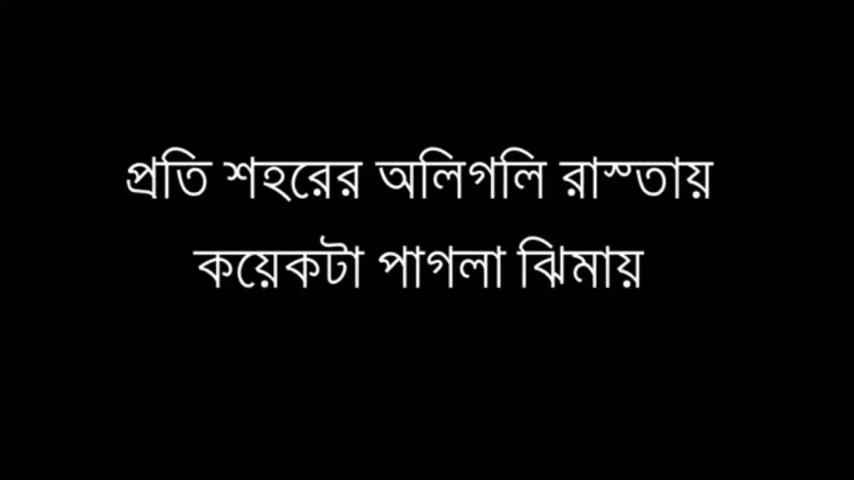 প্রতি শহরের অলিগলি রাস্তায়
কয়েকটা পাগলা ঝিমায়